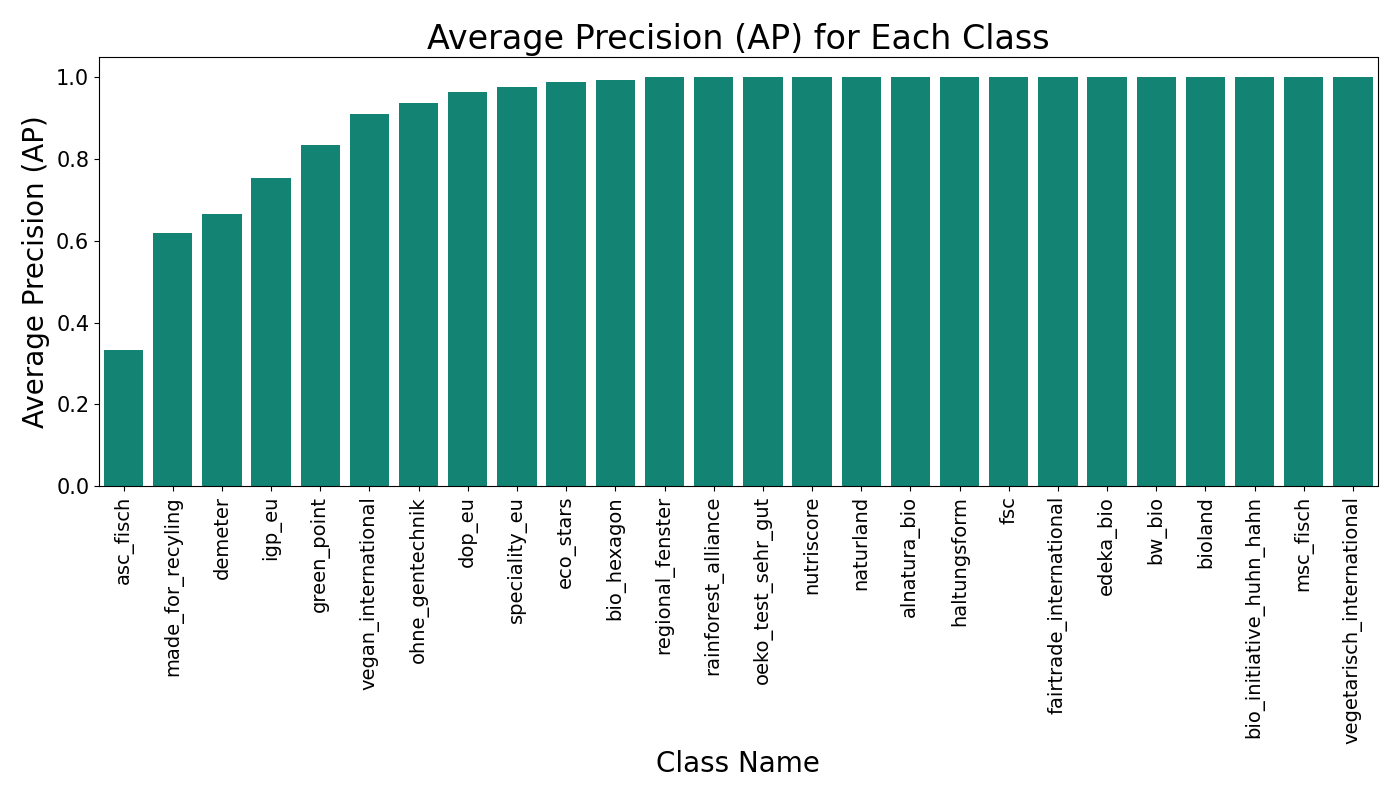 Average Precision (AP) for Each Class
Average Precision (AP)
1.0
0.8
0.6
0.4
0.2
0.0
asc_fisch
made_for_recyling
demeter
igp_eu
green_point
vegan_international
ohne_gentechnik
dop_eu
speciality_eu
eco_stars
bio_hexagon
regional_fenster
rainforest_alliance
oeko_test_sehr_gut
nutriscore
naturland
alnatura_bio
haltungsform
fsc
fairtrade_international
edeka_bio
bw_bio
bioland
bio_initiative_huhn_hahn
msc_fisch
vegetarisch_international
Class Name